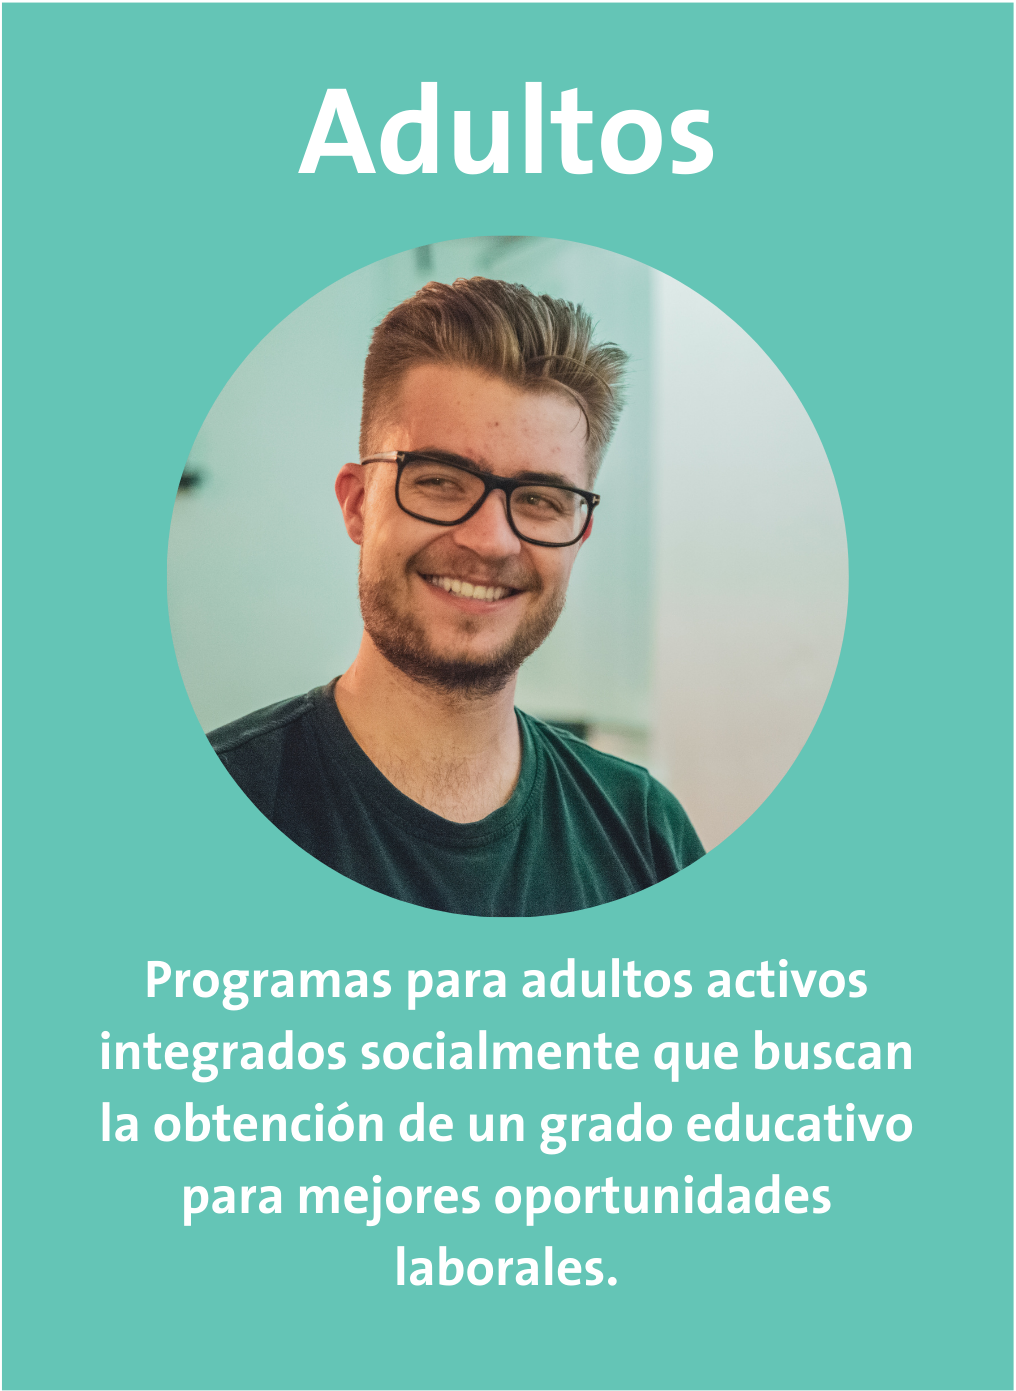 Adultos
Programas para adultos activos
integrados socialmente que buscan
la obtención de un grado educativo
para mejores oportunidades
laborales.